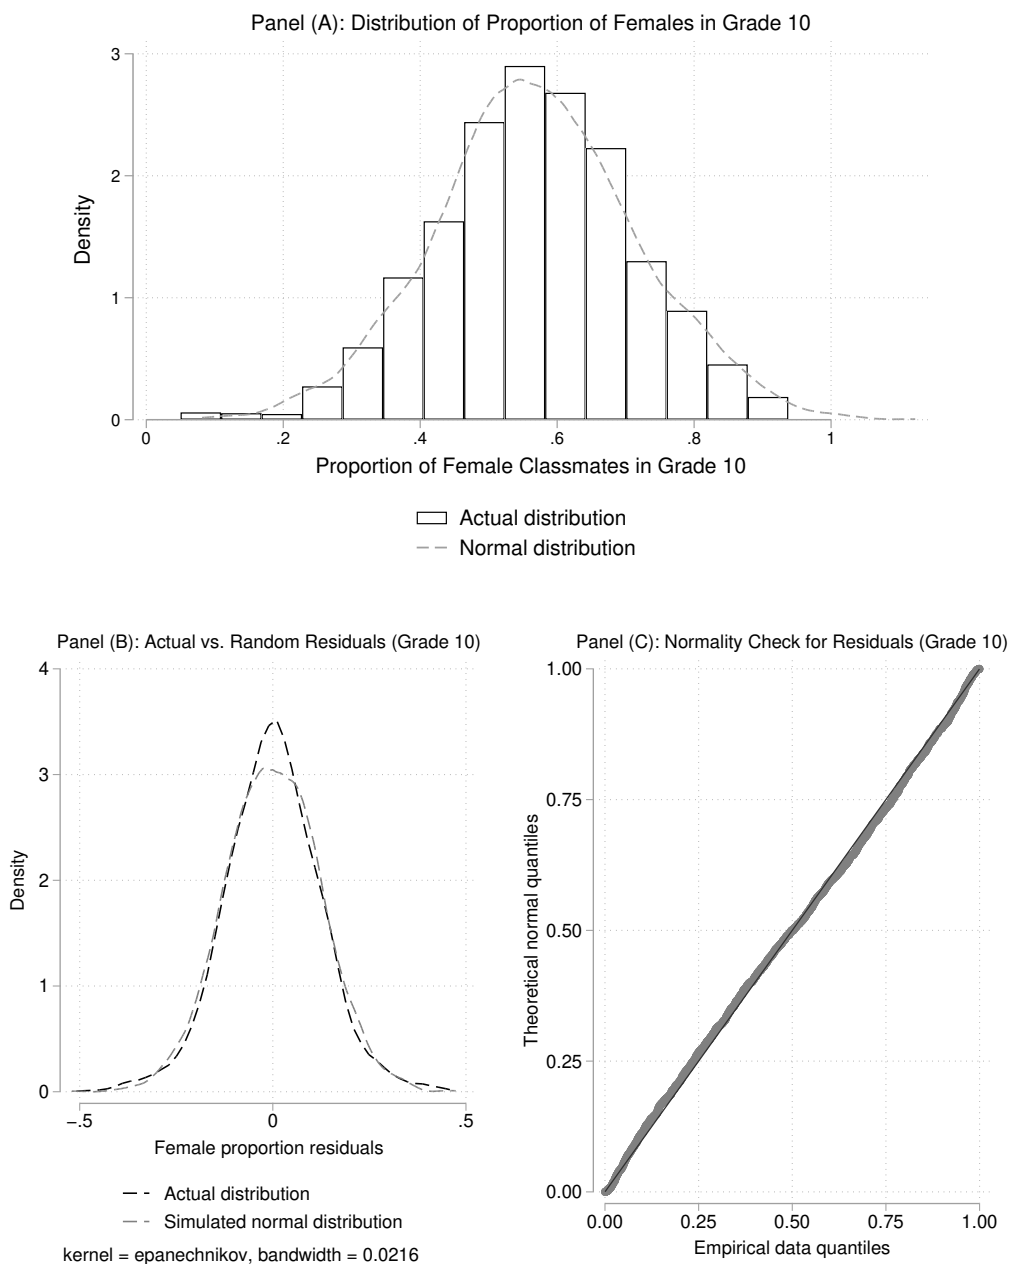 Panel (A): Distribution of Proportion of Females in Grade 10
3
2
1
0
Density
0 .2 .4 .6 .8 1
Proportion of Female Classmates in Grade 10
Actual distribution
Normal distribution
Panel (B): Actual vs. Random Residuals (Grade 10)
4
3
2
1
0
Density
−.5 0 .5
Female proportion residuals
Actual distribution
Simulated normal distribution
kernel = epanechnikov, bandwidth = 0.0216
Panel (C): Normality Check for Residuals (Grade 10)
1.00
0.75
0.50
0.25
0.00
Theoretical normal quantiles
0.00 0.25 0.50 0.75 1.00
Empirical data quantiles